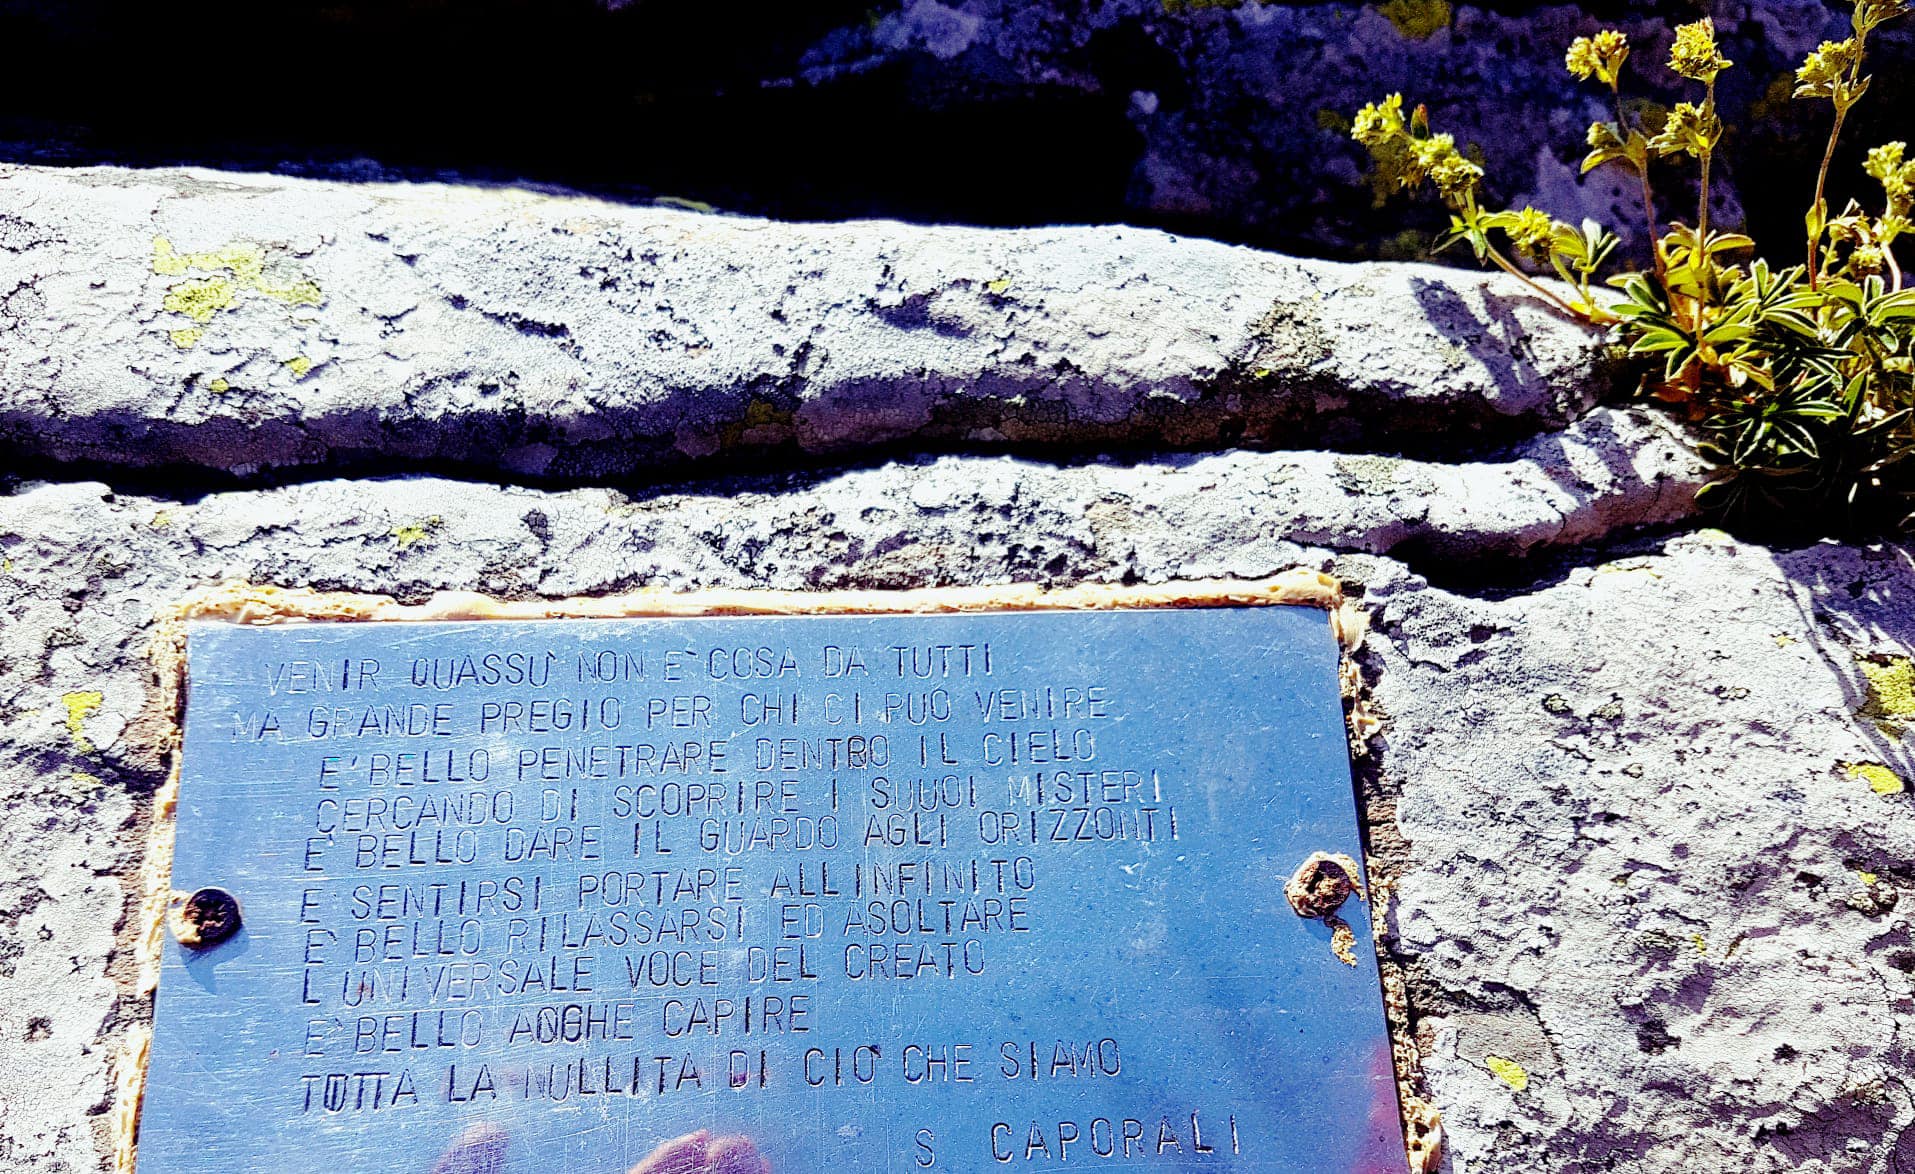 VENIR QUASSU' NON E' COSA DA TUTTI
MA GRANDE PREGIO PER CHI CI PUO VENIRE
E' BELLO PENETRARE DENTRO IL CIELO
CERCANDO DI SCOPRIRE I SUUOI MISTERI
E' BELLO DARE IL GUARDO AGLI ORIZZONTI
E' SENTIRSI PORTARE ALL INFINITO
E' BELLO RILASSARSI ED ASOLTARE
L'UNIVERSALE VOCE DEL CREATO
E' BELLO ANCHE CAPIRE
TUTTA LA NULLITA DI CIO' CHE SIAMO
S CAPORALI